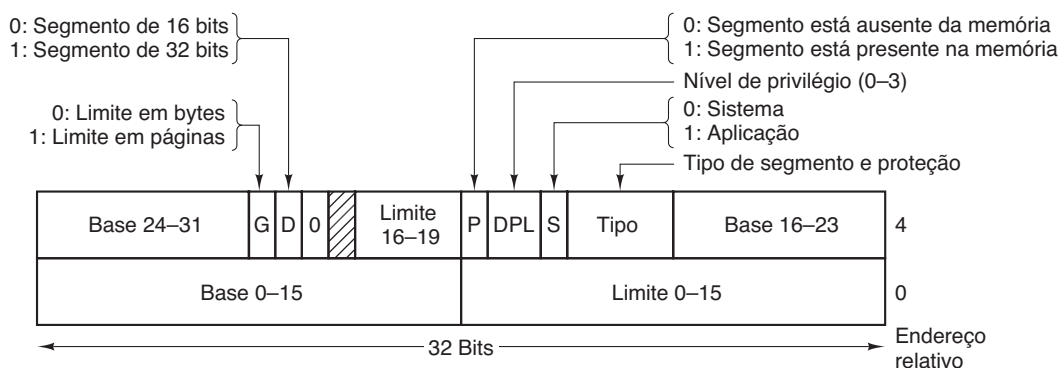 0: Segmento de 16 bits
1: Segmento de 32 bits
0: Limite em bytes
1: Limite em páginas
0: Segmento está ausente da memória
1: Segmento está presente na memória
Nível de privilégio (0–3)
0: Sistema
1: Aplicação
Tipo de segmento e proteção
Base 24–31
G
D
0
Limite
16–19
P
DPL
S
Tipo
Base 16–23
4
Base 0–15
Limite 0–15
0
32 Bits
Endereço
relativo